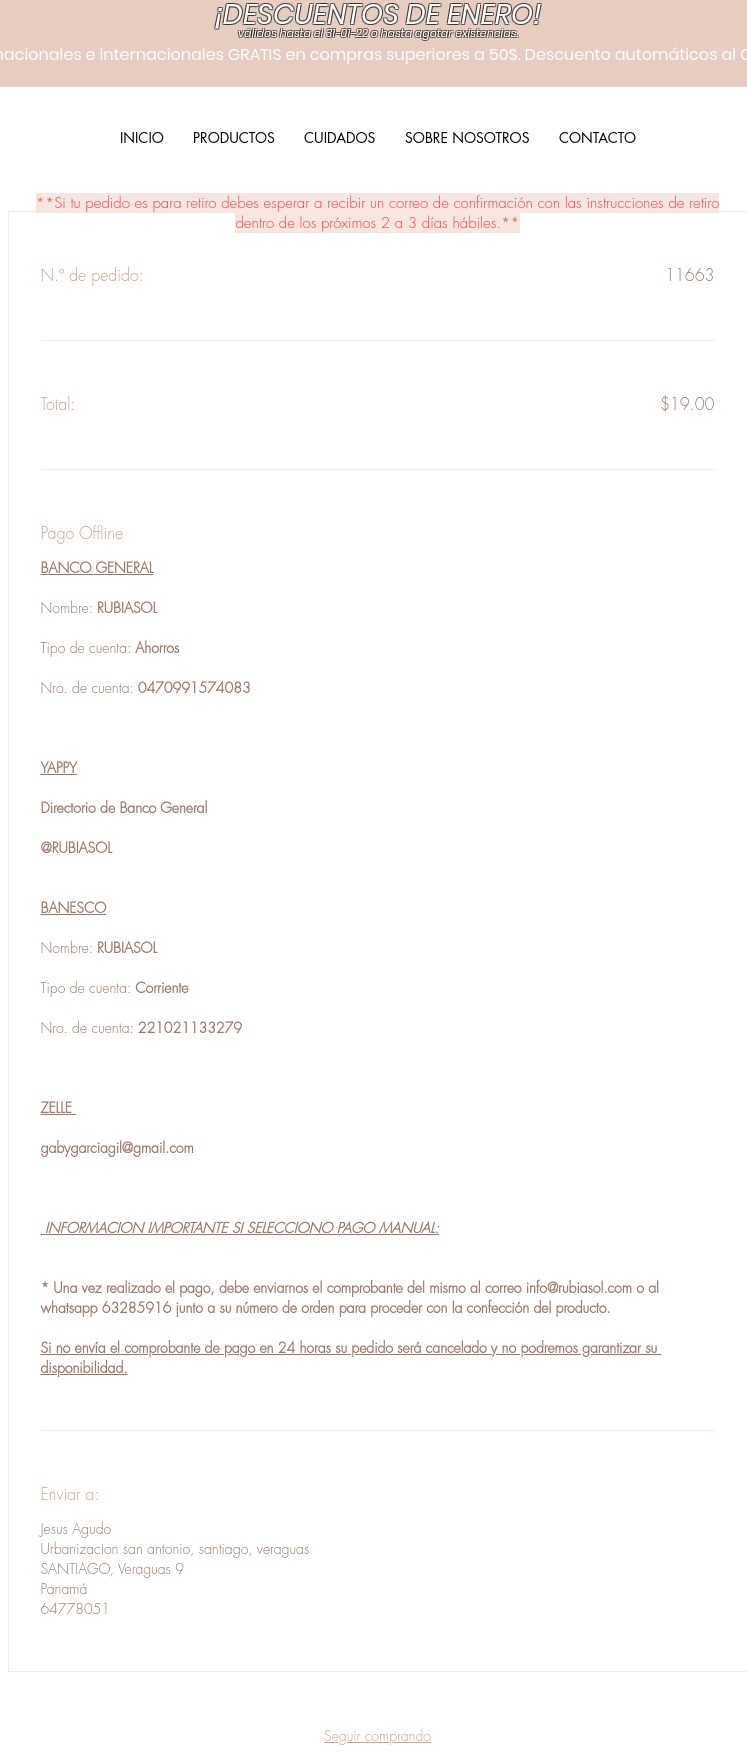 ¡DESCUENTOS DE ENERO!
válidos hasta el 31-01-22 o hasta agotar existencias.
nacionales e internacionales GRATIS en compras superiores a 50$. Descuento automáticos al
INICIO PRODUCTOS CUIDADOS SOBRE NOSOTROS CONTACTO
**Si tu pedido es para retiro debes esperar a recibir un correo de confirmación con las instrucciones de retiro
dentro de los próximos 2 a 3 días hábiles.**
N.º de pedido: 11663
Total: $19.00
Pago Offline
BANCO GENERAL
Nombre: RUBIASOL
Tipo de cuenta: Ahorros
Nro. de cuenta: 0470991574083
YAPPY
Directorio de Banco General
@RUBIASOL
BANESCO
Nombre: RUBIASOL
Tipo de cuenta: Corriente
Nro. de cuenta: 221021133279
ZELLE
gabygarciagil@gmail.com
INFORMACION IMPORTANTE SI SELECCIONO PAGO MANUAL:
* Una vez realizado el pago, debe enviarnos el comprobante del mismo al correo info@rubiasol.com o al
whatsapp 63285916 junto a su número de orden para proceder con la confección del producto.
Si no envía el comprobante de pago en 24 horas su pedido será cancelado y no podremos garantizar su
disponibilidad.
Enviar a:
Jesus Agudo
Urbanizacion san antonio, santiago, veraguas
SANTIAGO, Veraguas 9
Panamá
64778051
Seguir comprando